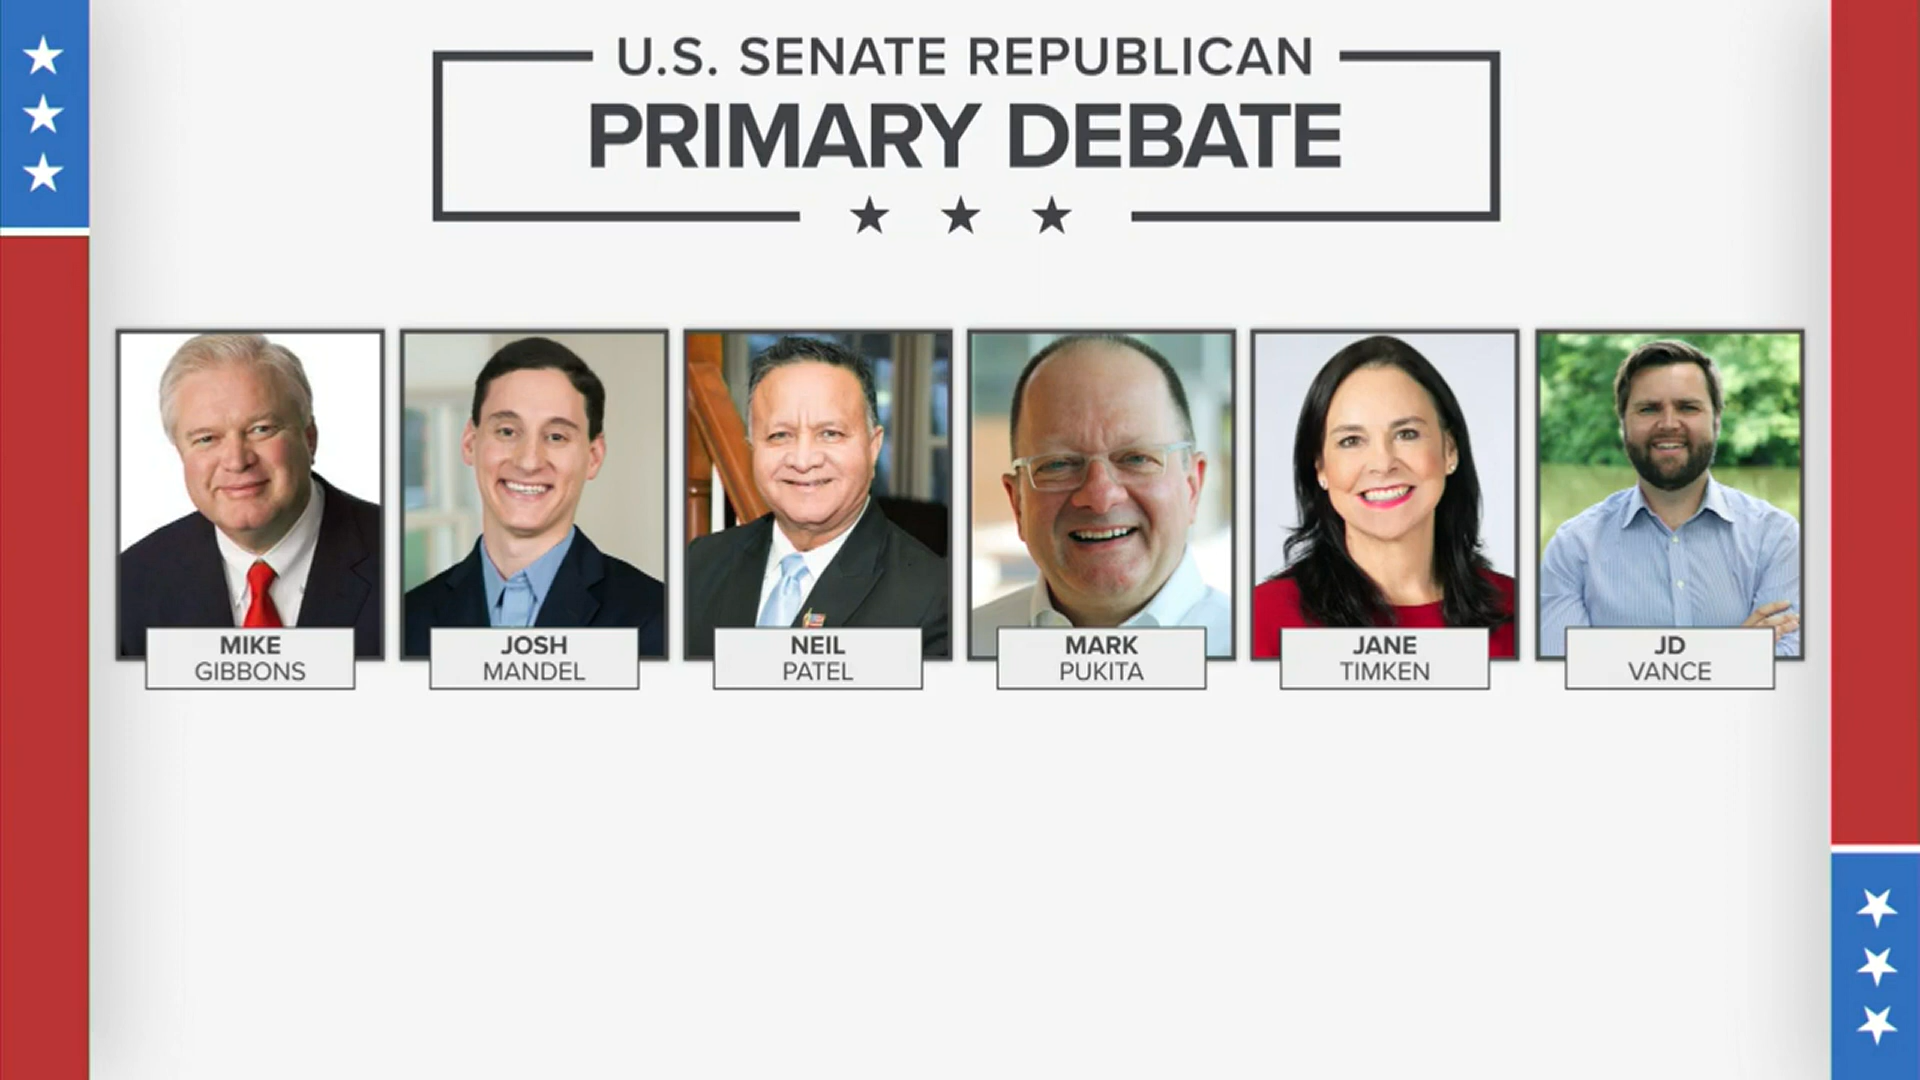 U.S. SENATE REPUBLICAN
PRIMARY DEBATE
MIKE
GIBBONS
JOSH
MANDEL
NEIL
PATEL
MARK
PUKITA
JANE
TIMKEN
JD
VANCE